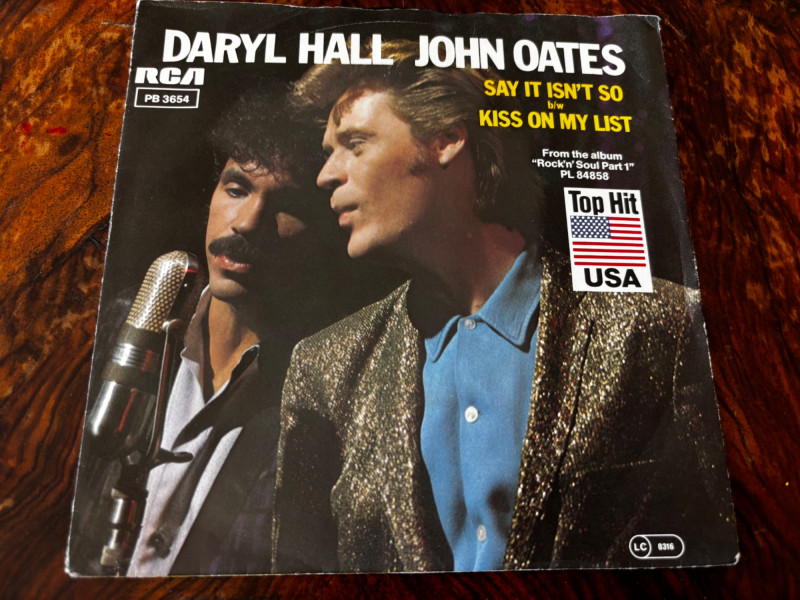 DARYL HALL JOHN OATES
RCA
PB 3654
SAY IT ISN'T SO
b/w
KISS ON MY LIST
From the album
"Rock'n' Soul Part 1"
PL 84858
Top Hit
USA
LC 8316